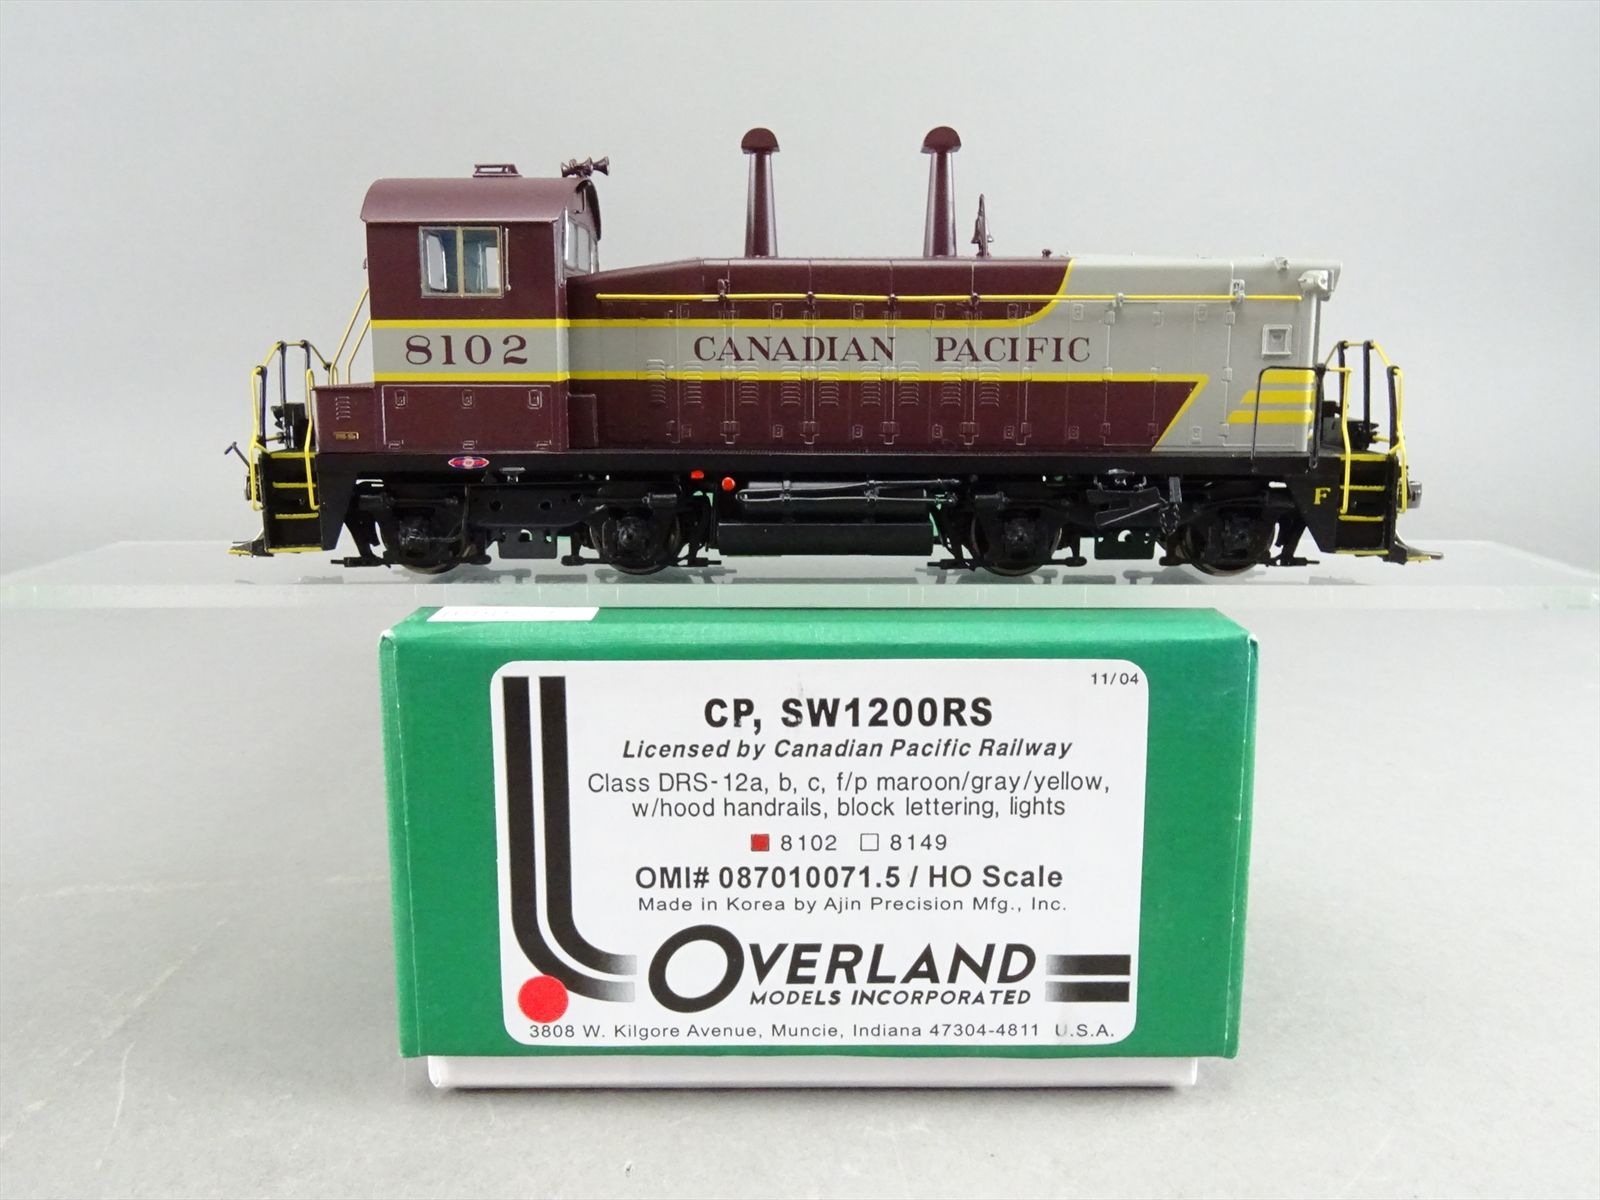 8102
CANADIAN PACIFIC
F
11/04
CP, SW1200RS
Licensed by Canadian Pacific Railway
Class DRS-12a, b, c, f/p maroon/gray/yellow,
w/hood handrails, block lettering, lights
8102 8149
OMI# 087010071.5 / HO Scale
Made in Korea by Ajin Precision Mfg., Inc.
OVERLAND
MODELS INCORPORATED
3808 W. Kilgore Avenue, Muncie, Indiana 47304-4811 U.S.A.